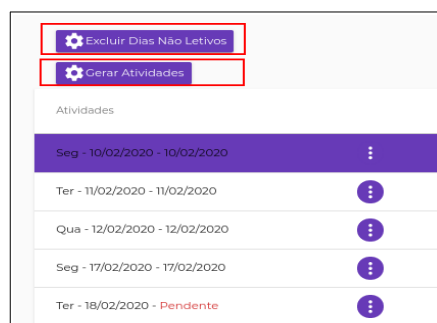 Excluir Dias Não Letivos
Gerar Atividades
Atividades
Seg - 10/02/2020 - 10/02/2020
Ter - 11/02/2020 - 11/02/2020
Qua - 12/02/2020 - 12/02/2020
Seg - 17/02/2020 - 17/02/2020
Ter - 18/02/2020 - Pendente